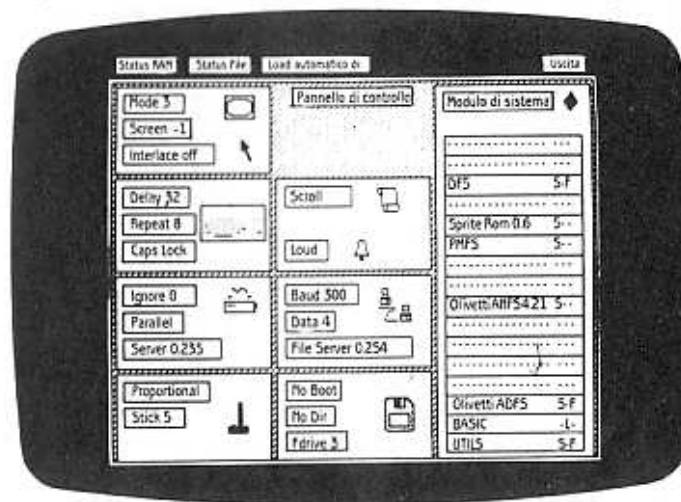 Status RAM Status File Load automatico di Uscita
Mode 3
Screen -1
Interlace off
Pannello di controllo
Delay 32
Repeat 8
Caps Lock
Scroll
Loud
Ignore 0
Parallel
Server 0.235
Baud 300
Data 4
File Server 0.254
Proportional
Stick 5
No Boot
No Dir
Fdrive 3
Modulo di sistema
DFS S-F
Sprite Rom 0.6 S--
PMFS S--
Olivetti ANFS4.21 S--
Olivetti ADFS S-F
BASIC -L-
UTILS S-F